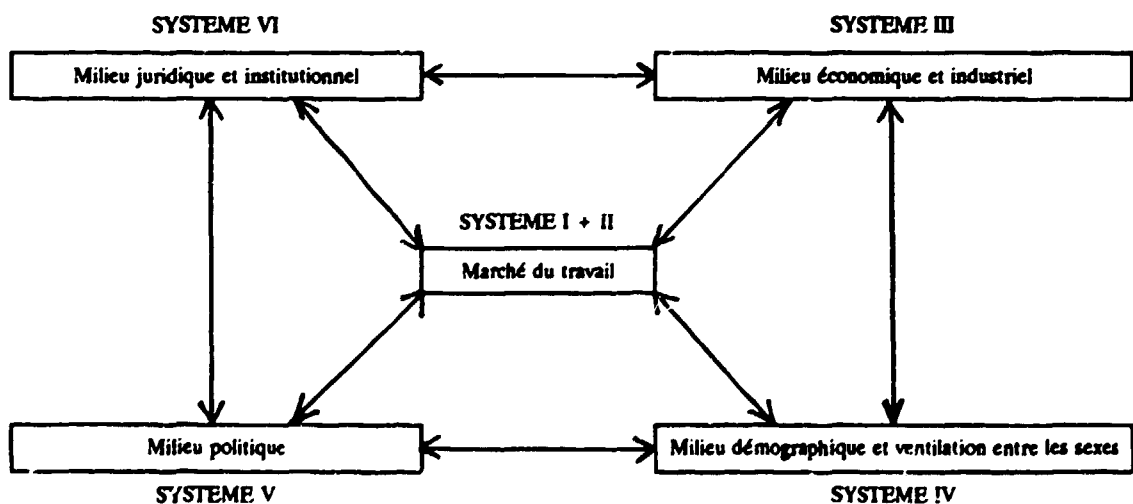 SYSTEME VI
SYSTEME III
Milieu juridique et institutionnel
Milieu économique et industriel
SYSTEME I + II
Marché du travail
Milieu politique
Milieu démographique et ventilation entre les sexes
SYSTEME V
SYSTEME IV